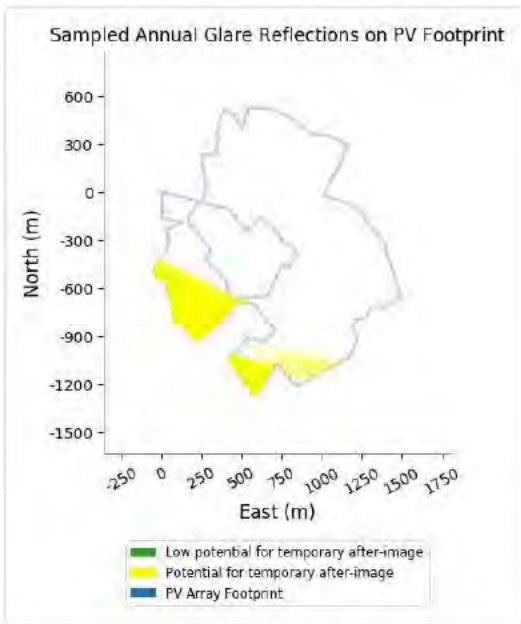 Sampled Annual Glare Reflections on PV Footprint
600
300
0
-300
-600
-900
-1200
-1500
North (m)
-250 0 250 500 750 1000 1250 1500 1750
East (m)
Low potential for temporary after-image
Potential for temporary after-image
PV Array Footprint